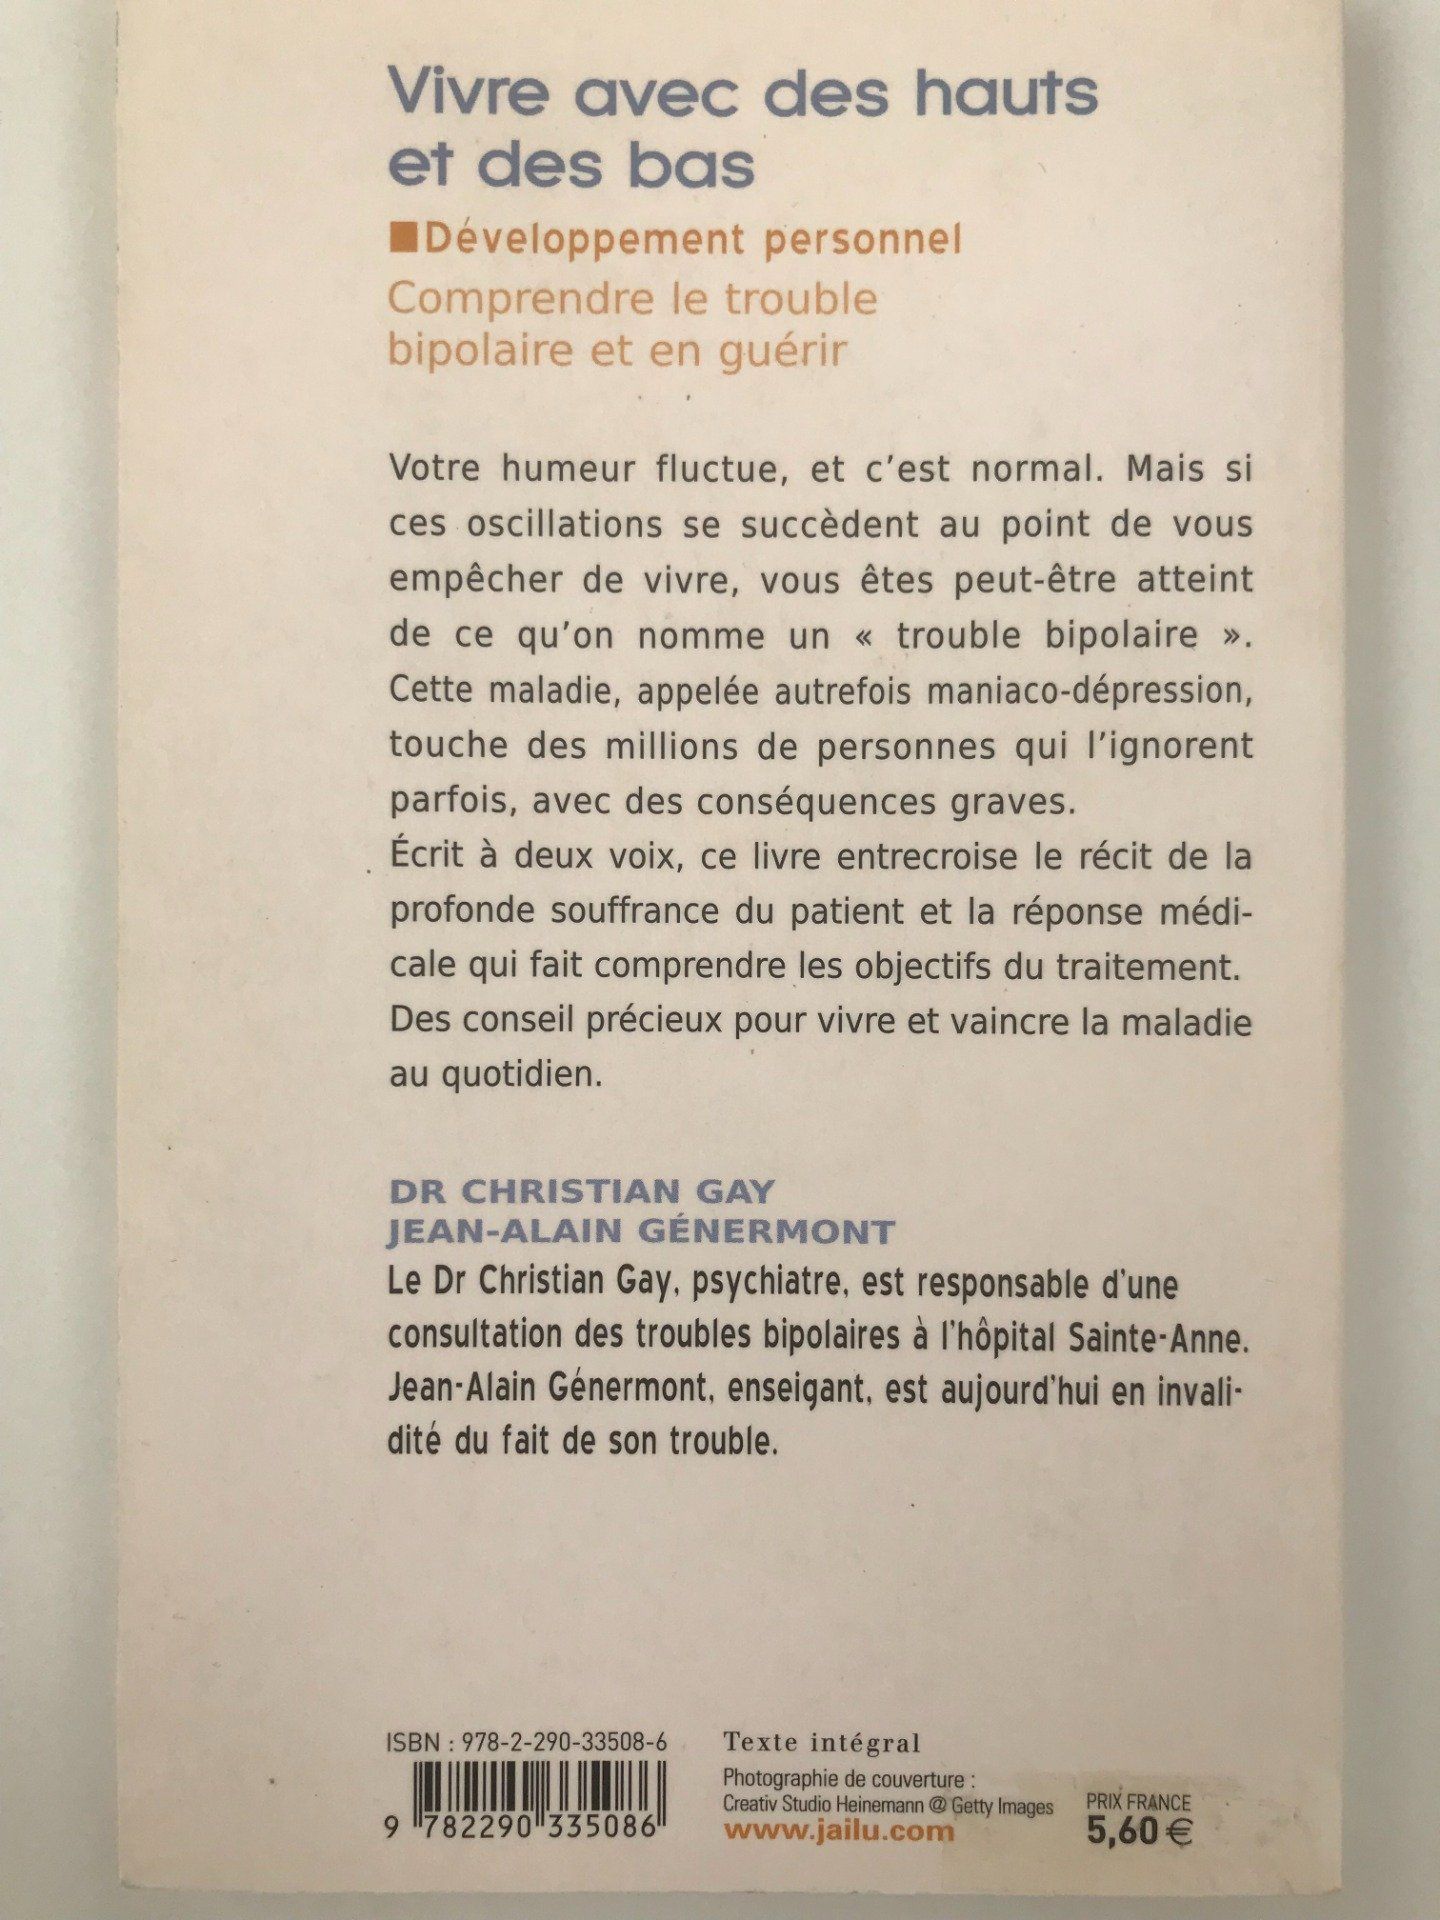 Vivre avec des hauts
et des bas
■Développement personnel
Comprendre le trouble
bipolaire et en guérir
Votre humeur fluctue, et c’est normal. Mais si
ces oscillations se succèdent au point de vous
empêcher de vivre, vous êtes peut-être atteint
de ce qu’on nomme un « trouble bipolaire ».
Cette maladie, appelée autrefois maniaco-dépression,
touche des millions de personnes qui l’ignorent
parfois, avec des conséquences graves.
Écrit à deux voix, ce livre entrecroise le récit de la
profonde souffrance du patient et la réponse médi-
cale qui fait comprendre les objectifs du traitement.
Des conseil précieux pour vivre et vaincre la maladie
au quotidien.
DR CHRISTIAN GAY
JEAN-ALAIN GÉNERMONT
Le Dr Christian Gay, psychiatre, est responsable d'une
consultation des troubles bipolaires à l'hôpital Sainte-Anne.
Jean-Alain Génermont, enseigant, est aujourd'hui en invali-
dité du fait de son trouble.
ISBN : 978-2-290-33508-6
9 782290 335086
Texte intégral
Photographie de couverture :
Creativ Studio Heinemann @ Getty Images
www.jailu.com
PRIX FRANCE
5,60 €